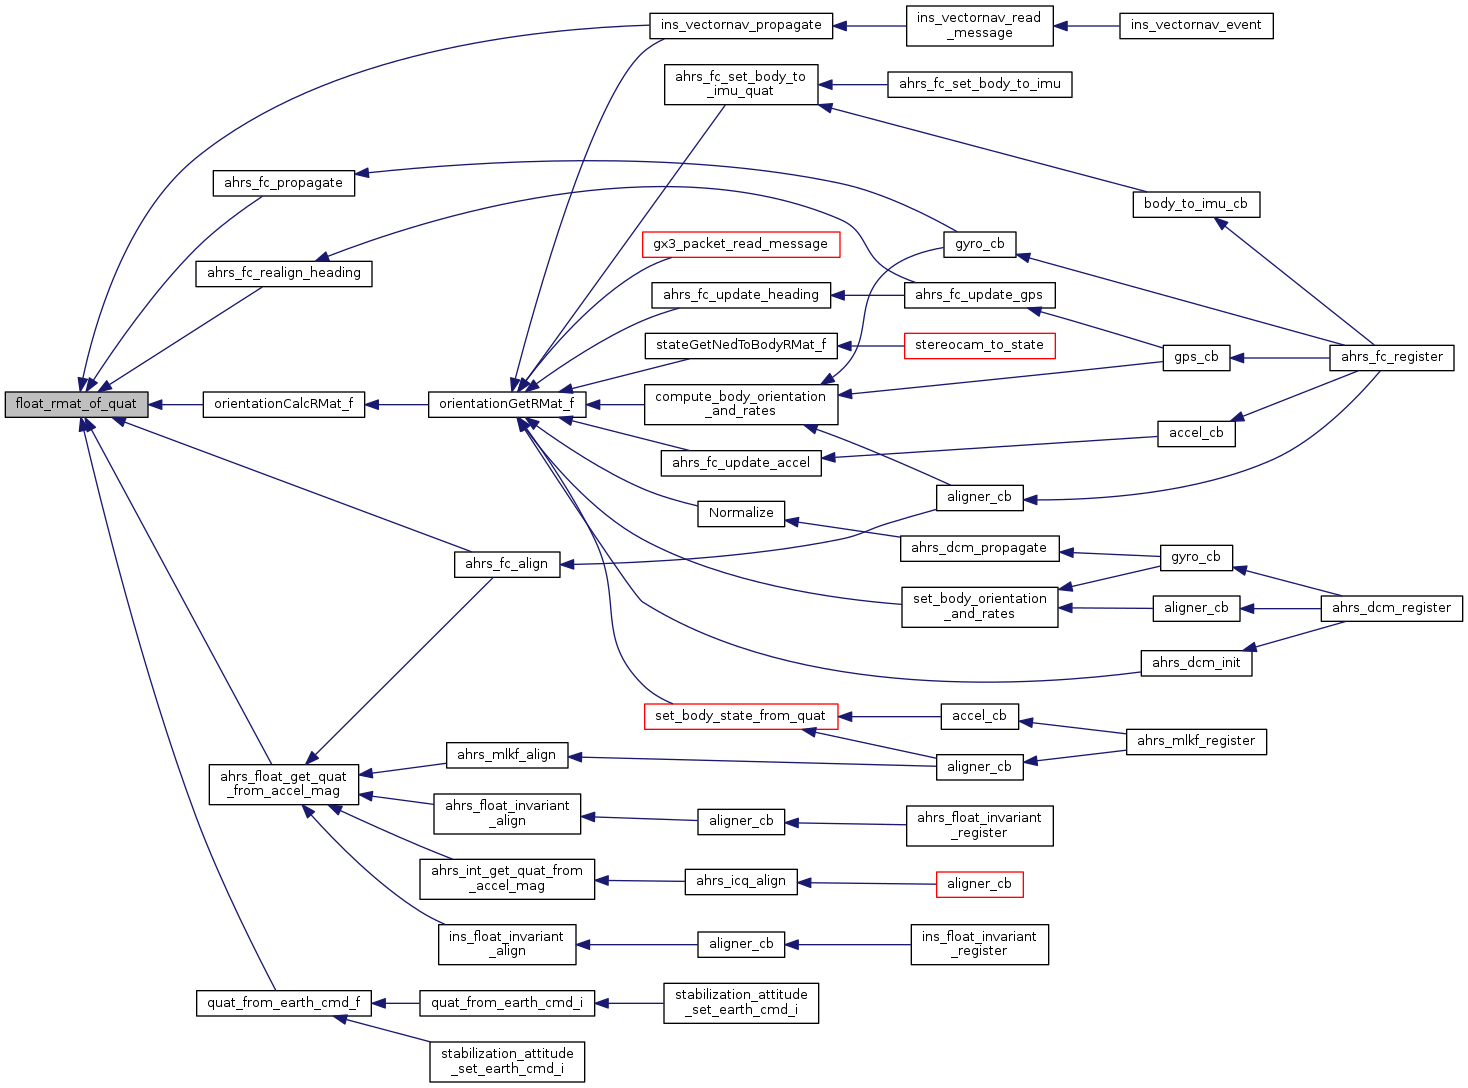 float_rmat_of_quat
ins_vectornav_propagate
ins_vectornav_read
_message
ins_vectornav_event
ahrs_fc_set_body_to
_imu_quat
ahrs_fc_set_body_to_imu
ahrs_fc_propagate
body_to_imu_cb
gx3_packet_read_message
gyro_cb
ahrs_fc_realign_heading
ahrs_fc_update_heading
ahrs_fc_update_gps
stateGetNedToBodyRMat_f
stereocam_to_state
gps_cb
ahrs_fc_register
orientationCalcRMat_f
orientationGetRMat_f
compute_body_orientation
_and_rates
accel_cb
ahrs_fc_update_accel
aligner_cb
Normalize
ahrs_dcm_propagate
gyro_cb
ahrs_fc_align
set_body_orientation
_and_rates
aligner_cb
ahrs_dcm_register
ahrs_dcm_init
set_body_state_from_quat
accel_cb
ahrs_mlkf_register
ahrs_mlkf_align
aligner_cb
ahrs_float_get_quat
_from_accel_mag
ahrs_float_invariant
_align
aligner_cb
ahrs_float_invariant
_register
ahrs_int_get_quat_from
_accel_mag
ahrs_icq_align
aligner_cb
ins_float_invariant
_align
aligner_cb
ins_float_invariant
_register
quat_from_earth_cmd_f
quat_from_earth_cmd_i
stabilization_attitude
_set_earth_cmd_i
stabilization_attitude
_set_earth_cmd_i